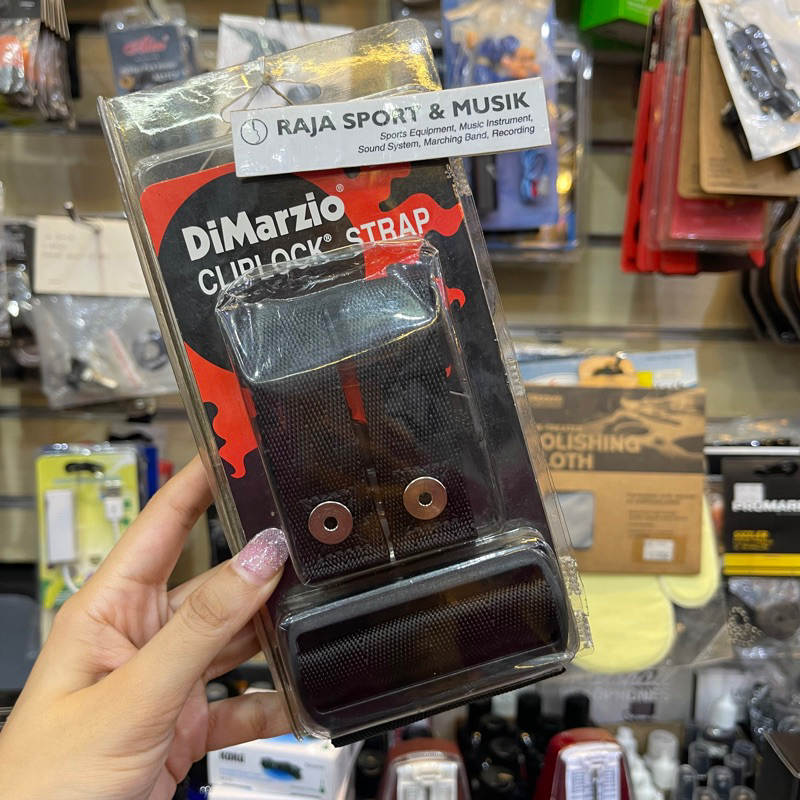 RAJA SPORT & MUSIK
Sports Equipment, Music Instrument,
Sound System, Marching Band, Recording
DiMarzio®
CLIPLOCK® STRAP
POLISHING
CLOTH
PROMARK